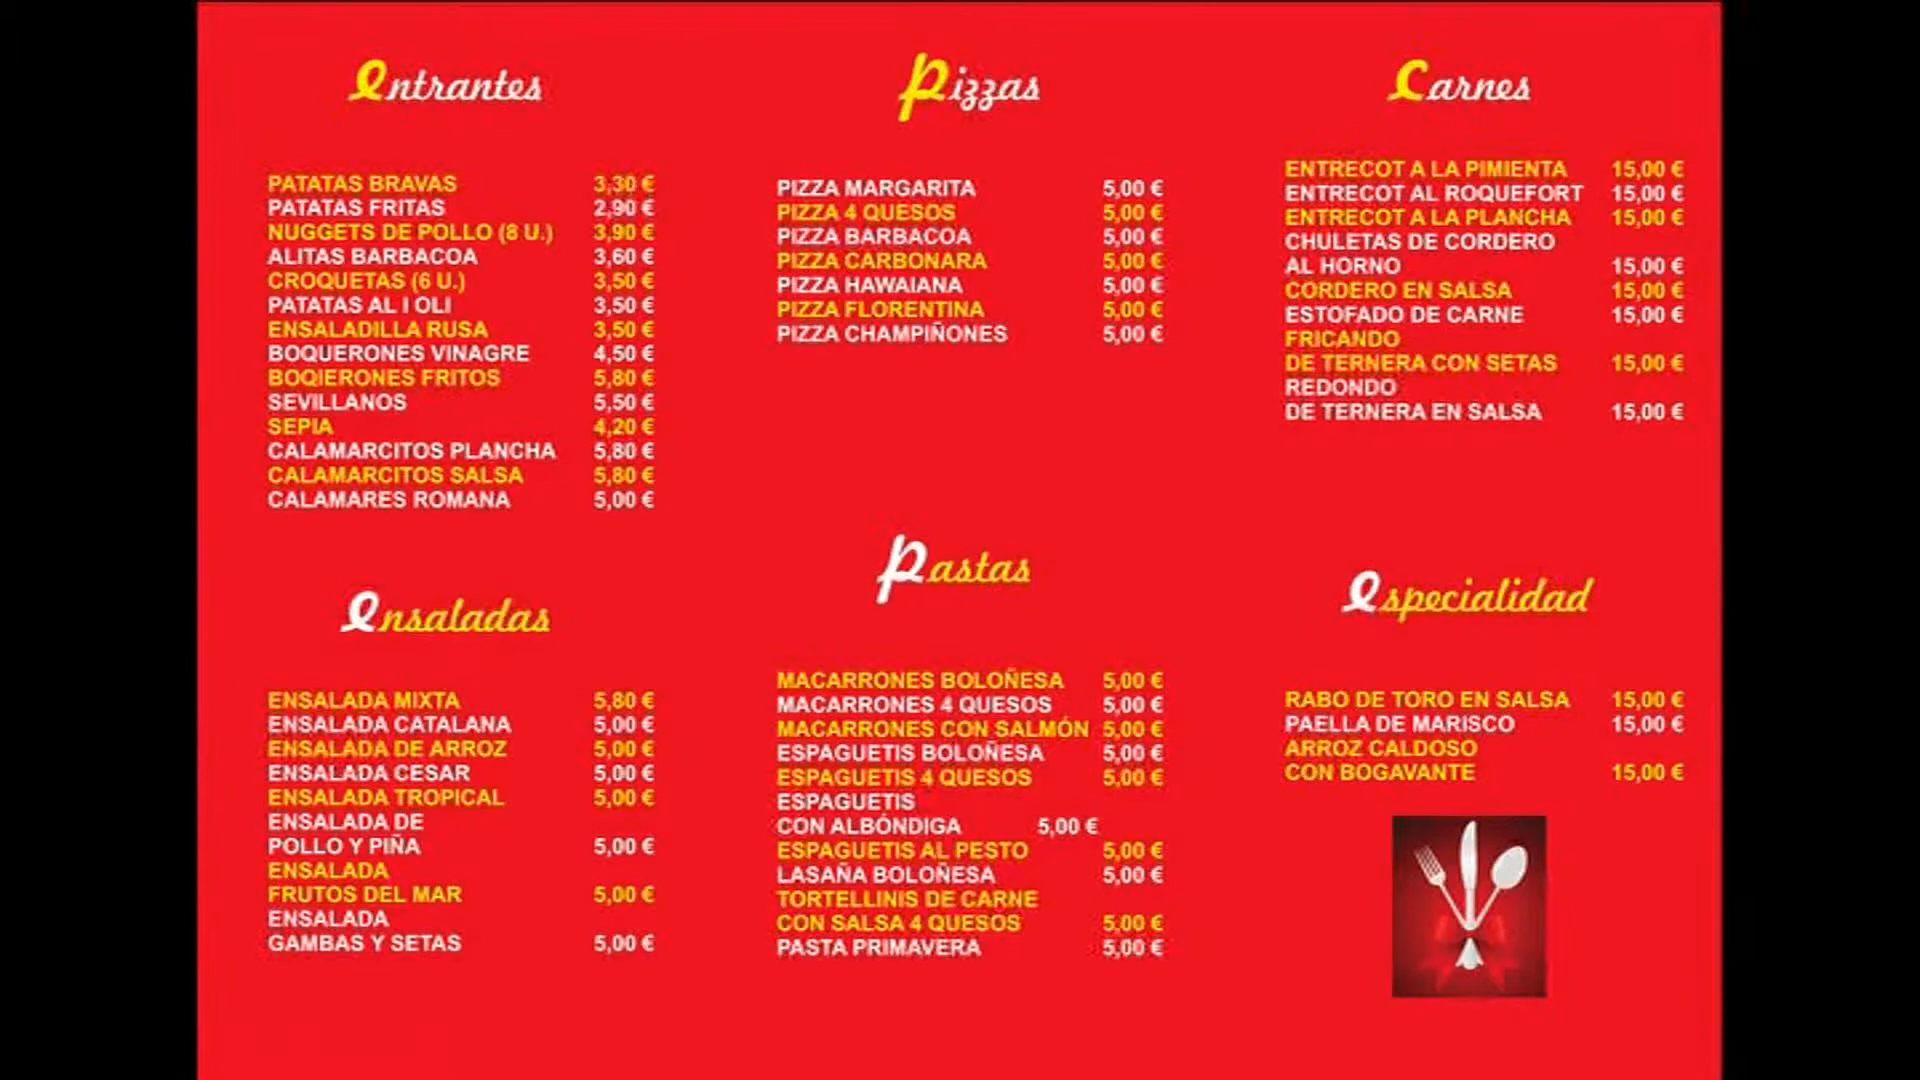 Entrantes
PATATAS BRAVAS 3,30 €
PATATAS FRITAS 2,90 €
NUGGETS DE POLLO (8 U.) 3,90 €
ALITAS BARBACOA 3,60 €
CROQUETAS (6 U.) 3,50 €
PATATAS AL I OLI 3,50 €
ENSALADILLA RUSA 3,50 €
BOQUERONES VINAGRE 4,50 €
BOQIERONES FRITOS 5,80 €
SEVILLANOS 5,50 €
SEPIA 4,20 €
CALAMARCITOS PLANCHA 5,80 €
CALAMARCITOS SALSA 5,80 €
CALAMARES ROMANA 5,00 €
Ensaladas
ENSALADA MIXTA 5,80 €
ENSALADA CATALANA 5,00 €
ENSALADA DE ARROZ 5,00 €
ENSALADA CESAR 5,00 €
ENSALADA TROPICAL 5,00 €
ENSALADA DE
POLLO Y PIÑA 5,00 €
ENSALADA
FRUTOS DEL MAR 5,00 €
ENSALADA
GAMBAS Y SETAS 5,00 €
Pizzas
PIZZA MARGARITA 5,00 €
PIZZA 4 QUESOS 5,00 €
PIZZA BARBACOA 5,00 €
PIZZA CARBONARA 5,00 €
PIZZA HAWAIANA 5,00 €
PIZZA FLORENTINA 5,00 €
PIZZA CHAMPIÑONES 5,00 €
Pastas
MACARRONES BOLOÑESA 5,00 €
MACARRONES 4 QUESOS 5,00 €
MACARRONES CON SALMÓN 5,00 €
ESPAGUETIS BOLOÑESA 5,00 €
ESPAGUETIS 4 QUESOS 5,00 €
ESPAGUETIS
CON ALBÓNDIGA 5,00 €
ESPAGUETIS AL PESTO 5,00 €
LASAÑA BOLOÑESA 5,00 €
TORTELLINIS DE CARNE
CON SALSA 4 QUESOS 5,00 €
PASTA PRIMAVERA 5,00 €
Carnes
ENTRECOT A LA PIMIENTA 15,00 €
ENTRECOT AL ROQUEFORT 15,00 €
ENTRECOT A LA PLANCHA 15,00 €
CHULETAS DE CORDERO
AL HORNO 15,00 €
CORDERO EN SALSA 15,00 €
ESTOFADO DE CARNE 15,00 €
FRICANDO
DE TERNERA CON SETAS 15,00 €
REDONDO
DE TERNERA EN SALSA 15,00 €
Especialidad
RABO DE TORO EN SALSA 15,00 €
PAELLA DE MARISCO 15,00 €
ARROZ CALDOSO
CON BOGAVANTE 15,00 €